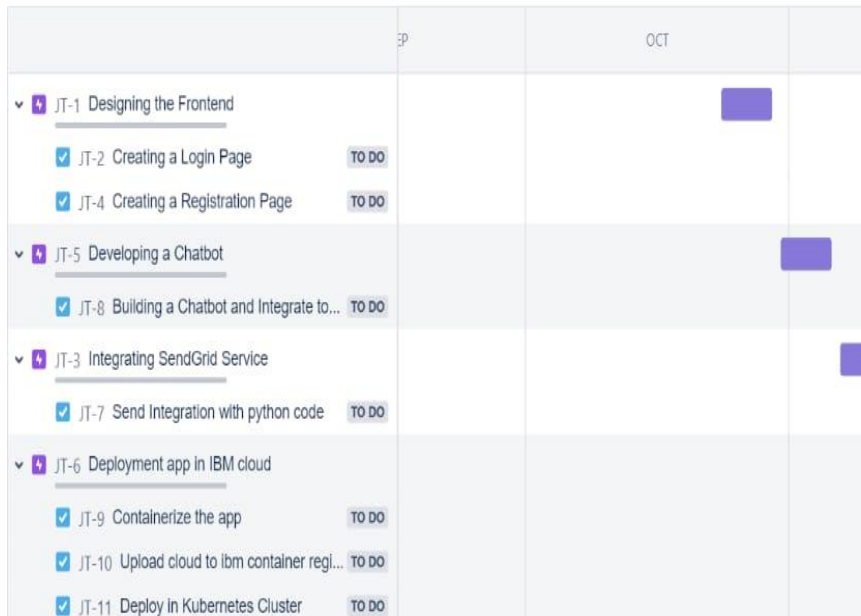 EP
OCT
JT-1 Designing the Frontend
JT-2 Creating a Login Page TO DO
JT-4 Creating a Registration Page TO DO
JT-5 Developing a Chatbot
JT-8 Building a Chatbot and Integrate to... TO DO
JT-3 Integrating SendGrid Service
JT-7 Send Integration with python code TO DO
JT-6 Deployment app in IBM cloud
JT-9 Containerize the app TO DO
JT-10 Upload cloud to ibm container regi... TO DO
JT-11 Deploy in Kubernetes Cluster TO DO